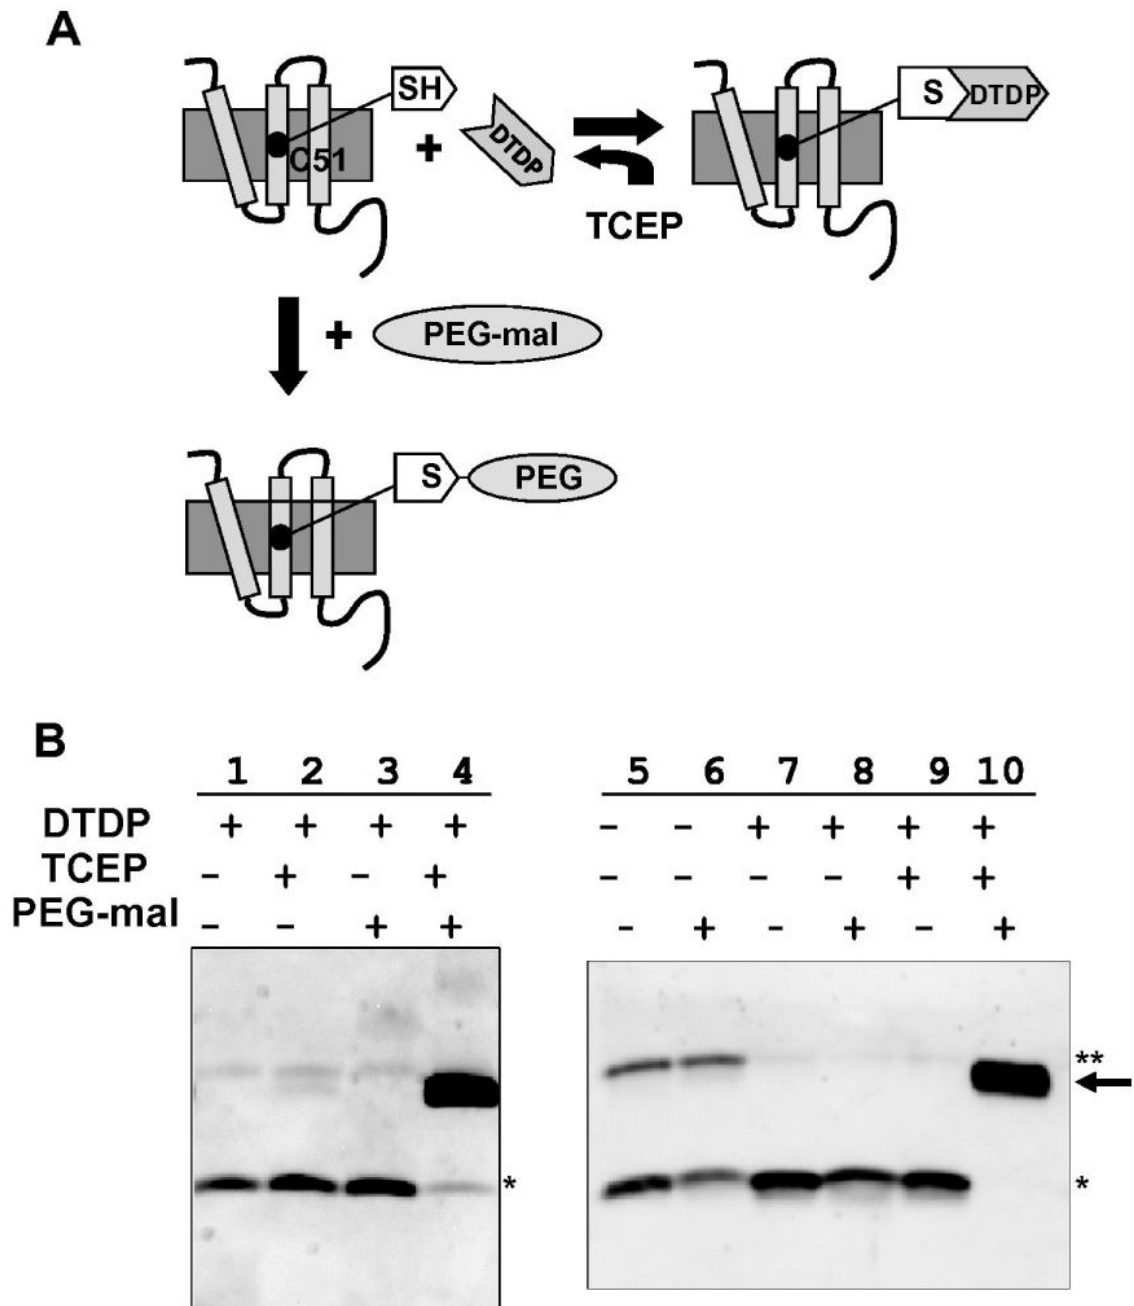 A
SH
+
DTDP
C51
TCEP
S
DTDP
+
PEG-mal
S
PEG
B
1 2 3 4 5 6 7 8 9 10
DTDP + + + + - - + + + +
TCEP - + - + - - - - + +
PEG-mal - - + + - + - + - +
**
* *